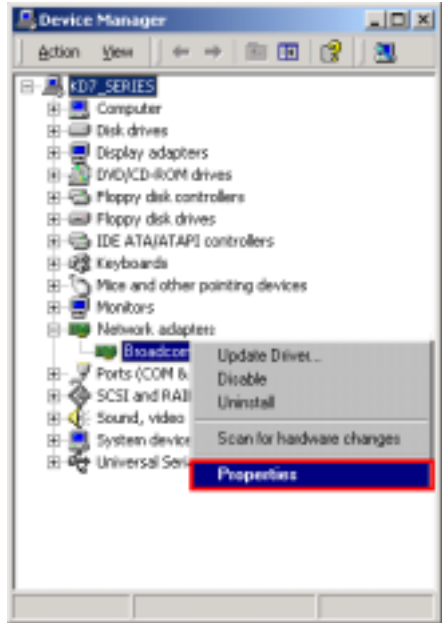 Device Manager
Action View
KD7_SERIES
Computer
Disk drives
Display adapters
DVD/CD-ROM drives
Floppy disk controllers
Floppy disk drives
IDE ATA/ATAPI controllers
Keyboards
Mice and other pointing devices
Monitors
Network adapters
Broadcom
Ports (COM &
SCSI and RAI
Sound, video
System device
Universal Seri
Update Driver...
Disable
Uninstall
Scan for hardware changes
Properties